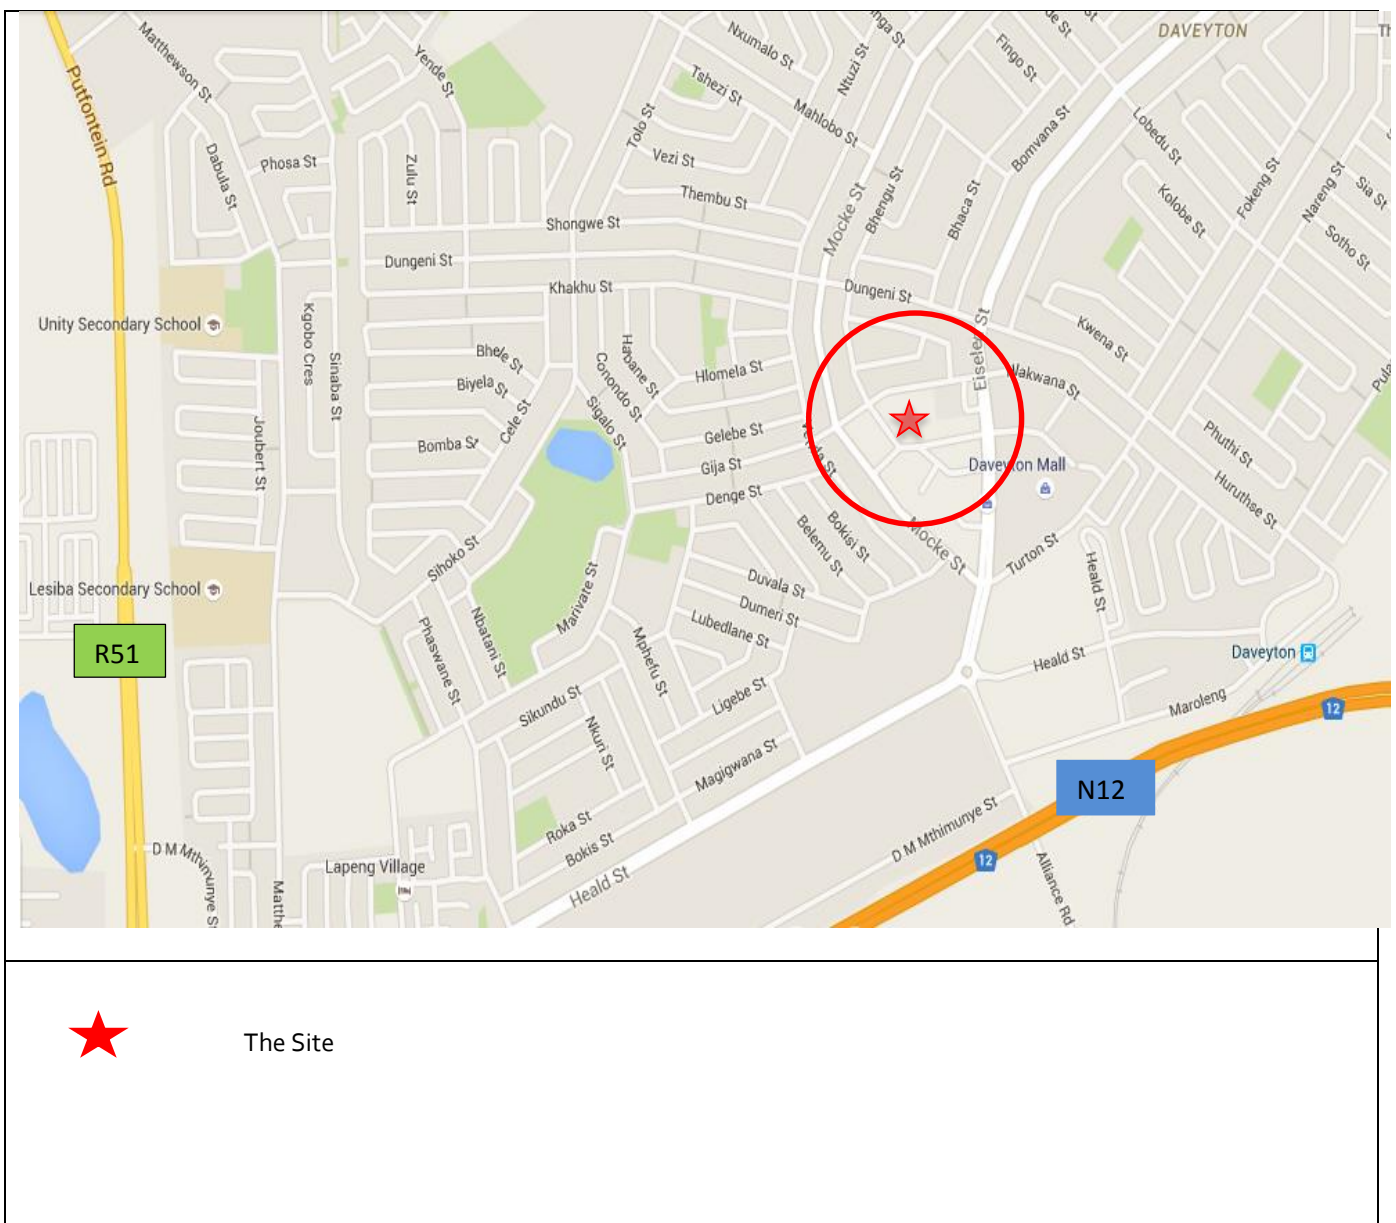 DAVEYTON
Th
Matthewson St
Yende St
Nxumalo St
Ntuzi St
nga St
de St
St
Fingo St
Putfontein Rd
Tshezi St
Mahlobo St
Tolo St
Bomvana St
Lobedu St
Dabula St
Phosa St
Zulu St
Vezi St
Thembu St
Mocke St
Bhengu St
Bhaca St
Kolobe St
Fokeng St
Nareng St
Sia St
Sotho St
Shongwe St
Dungeni St
Khakhu St
Dungeni St
Unity Secondary School
Kgobo Cres
Sinaba St
Bhele St
Biyela St
Cele St
Bomba St
Conondo St
Sigalo St
Hlomela St
Gelebe St
Gija St
Denge St
Venda St
Eiselen St
Kwena St
Pula
Phuthi St
Huruthse St
Daveyton Mall
Joubert St
Lesiba Secondary School
Sihoko St
Marivate St
Nbatani St
Phaswane St
Mphefu St
Belemu St
Bokisi St
Mocke St
Turton St
Heald St
Duvala St
Dumeri St
Lubedlane St
Ligebe St
Heald St
Daveyton
Maroleng
R51
Sikundu St
Nkuri St
Magigwana St
12
N12
Roka St
Bokis St
D M Mthimunye St
12
D M Mthimunye S
Matthe
Lapeng Village
Heald St
Alliance Rd
The Site